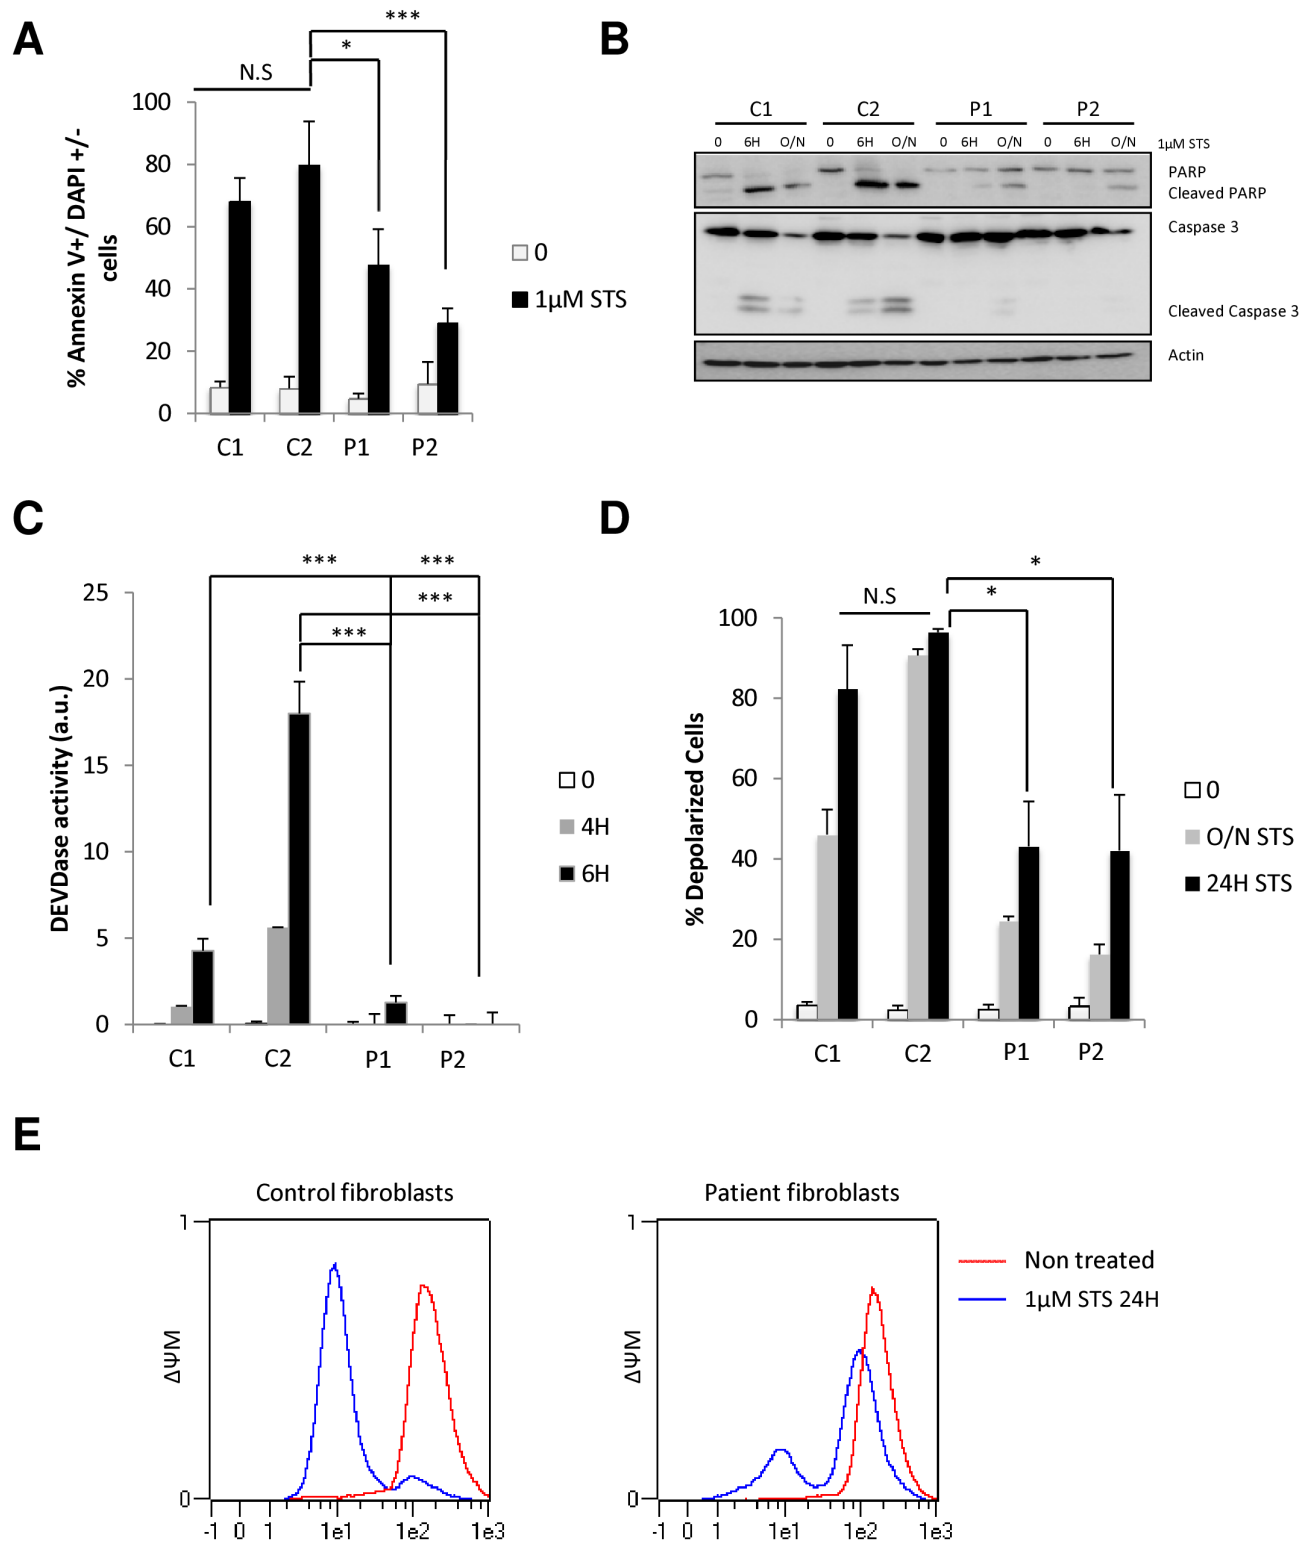 A
***
*
N.S
100
80
60
40
20
0
% Annexin V+/ DAPI +/-
cells
C1
C2
P1
P2
0
1µM STS
B
C1
C2
P1
P2
0
6H
O/N
0
6H
O/N
0
6H
O/N
0
6H
O/N
1µM STS
PARP
Cleaved PARP
Caspase 3
Cleaved Caspase 3
Actin
C
***
***
***
***
25
20
15
10
5
0
DEVDase activity (a.u.)
C1
C2
P1
P2
0
4H
6H
D
*
*
N.S
100
80
60
40
20
0
% Depolarized Cells
C1
C2
P1
P2
0
O/N STS
24H STS
E
Control fibroblasts
1
0
ΔΨM
-1
0
1
1e1
1e2
1e3
Patient fibroblasts
1
0
ΔΨM
-1
0
1
1e1
1e2
1e3
Non treated
1µM STS 24H